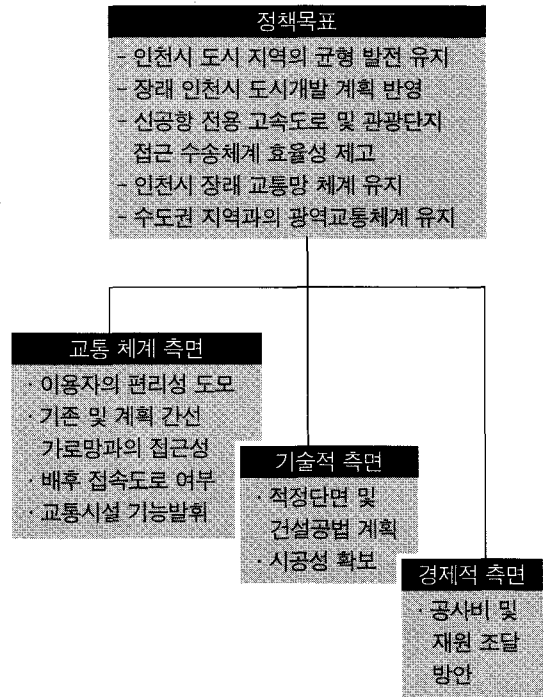 정책목표
- 인천시 도시 지역의 균형 발전 유지
- 장래 인천시 도시개발 계획 반영
- 신공항 전용 고속도로 및 관광단지
접근 수송체계 효율성 제고
- 인천시 장래 교통망 체계 유지
- 수도권 지역과의 광역교통체계 유지
교통 체계 측면
· 이용자의 편리성 도모
· 기존 및 계획 간선
가로망과의 접근성
· 배후 접속도로 여부
· 교통시설 기능발휘
기술적 측면
· 적정단면 및
건설공법 계획
· 시공성 확보
경제적 측면
· 공사비 및
재원 조달
방안